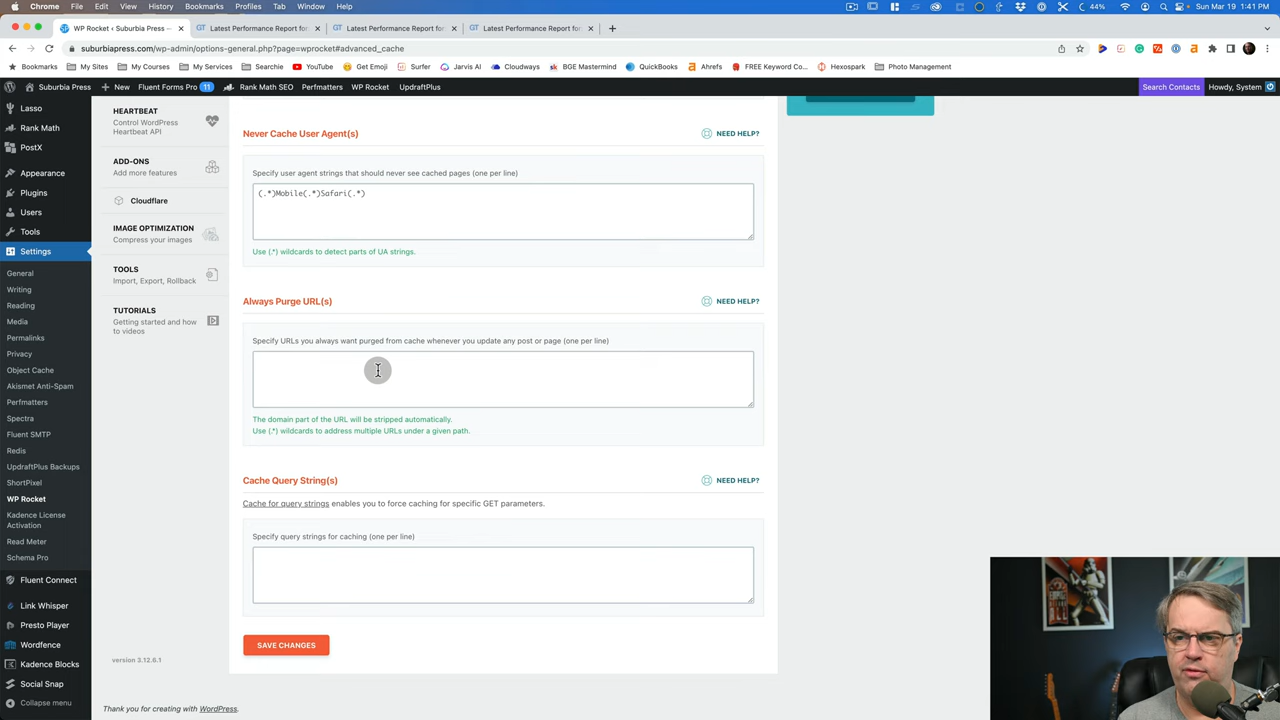 Chrome File Edit View History Bookmarks Profiles Tab Window Help
Sun Mar 19 1:41 PM
WP Rocket ‹ Suburbia Press —
Latest Performance Report for:
Latest Performance Report for:
Latest Performance Report for:
suburbiapress.com/wp-admin/options-general.php?page=wprocket#advanced_cache
Bookmarks My Sites My Courses My Services Searchie YouTube Get Emoji Surfer Jarvis AI Cloudways BGE Mastermind QuickBooks Ahrefs FREE Keyword Co... Hexospark Photo Management
Suburbia Press New Fluent Forms Pro 11 Rank Math SEO Perfmatters WP Rocket UpdraftPlus Search Contacts Howdy, System
Lasso
Rank Math
PostX
Appearance
Plugins
Users
Tools
Settings
General
Writing
Reading
Media
Permalinks
Privacy
Object Cache
Akismet Anti-Spam
Perfmatters
Spectra
Fluent SMTP
Redis
UpdraftPlus Backups
ShortPixel
WP Rocket
Kadence License
Activation
Read Meter
Schema Pro
Fluent Connect
Link Whisper
Presto Player
Wordfence
Kadence Blocks
Social Snap
Collapse menu
HEARTBEAT
Control WordPress
Heartbeat API
ADD-ONS
Add more features
Cloudflare
IMAGE OPTIMIZATION
Compress your images
TOOLS
Import, Export, Rollback
TUTORIALS
Getting started and how
to videos
version 3.12.6.1
Never Cache User Agent(s)
NEED HELP?
Specify user agent strings that should never see cached pages (one per line)
(.*)Mobile(.*)Safari(.*)
Use (.*) wildcards to detect parts of UA strings.
Always Purge URL(s)
NEED HELP?
Specify URLs you always want purged from cache whenever you update any post or page (one per line)
The domain part of the URL will be stripped automatically.
Use (.*) wildcards to address multiple URLs under a given path.
Cache Query String(s)
NEED HELP?
Cache for query strings enables you to force caching for specific GET parameters.
Specify query strings for caching (one per line)
SAVE CHANGES
Thank you for creating with WordPress.